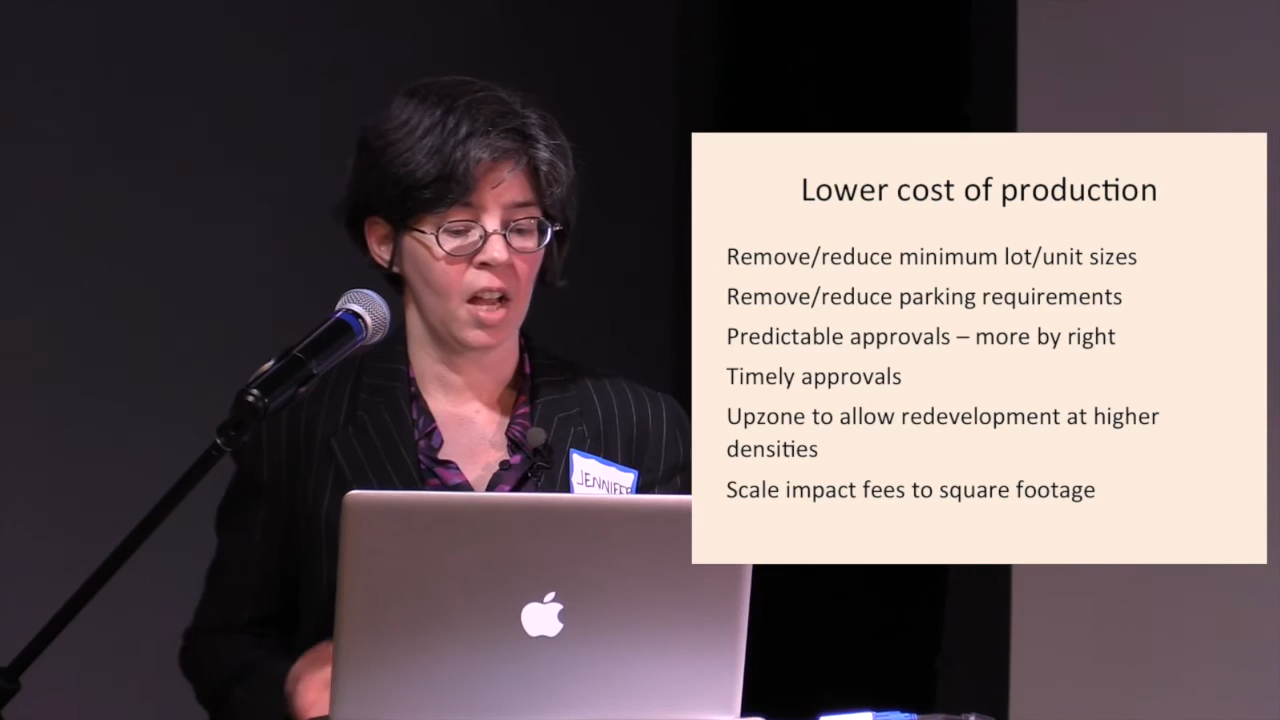 Lower cost of production
Remove/reduce minimum lot/unit sizes
Remove/reduce parking requirements
Predictable approvals – more by right
Timely approvals
Upzone to allow redevelopment at higher
densities
Scale impact fees to square footage
JENNIFE